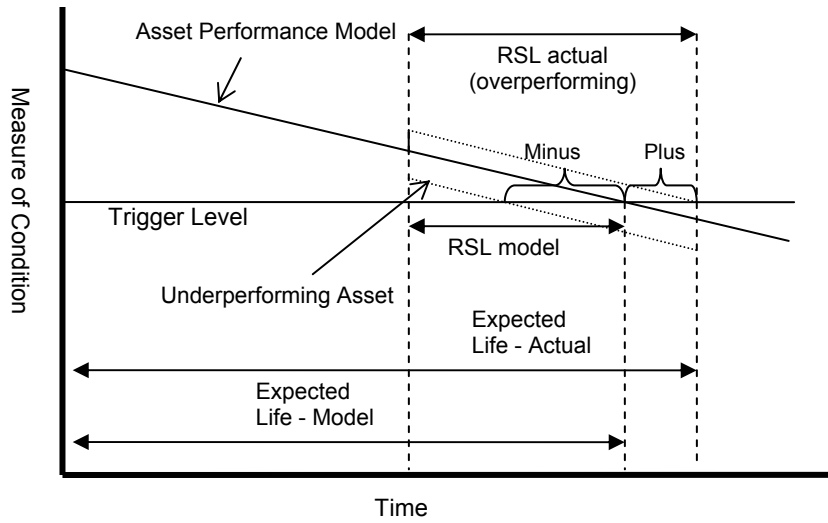 Asset Performance Model
RSL actual
(overperforming)
Minus
Plus
Measure of Condition
Trigger Level
RSL model
Underperforming Asset
Expected
Life - Actual
Expected
Life - Model
Time